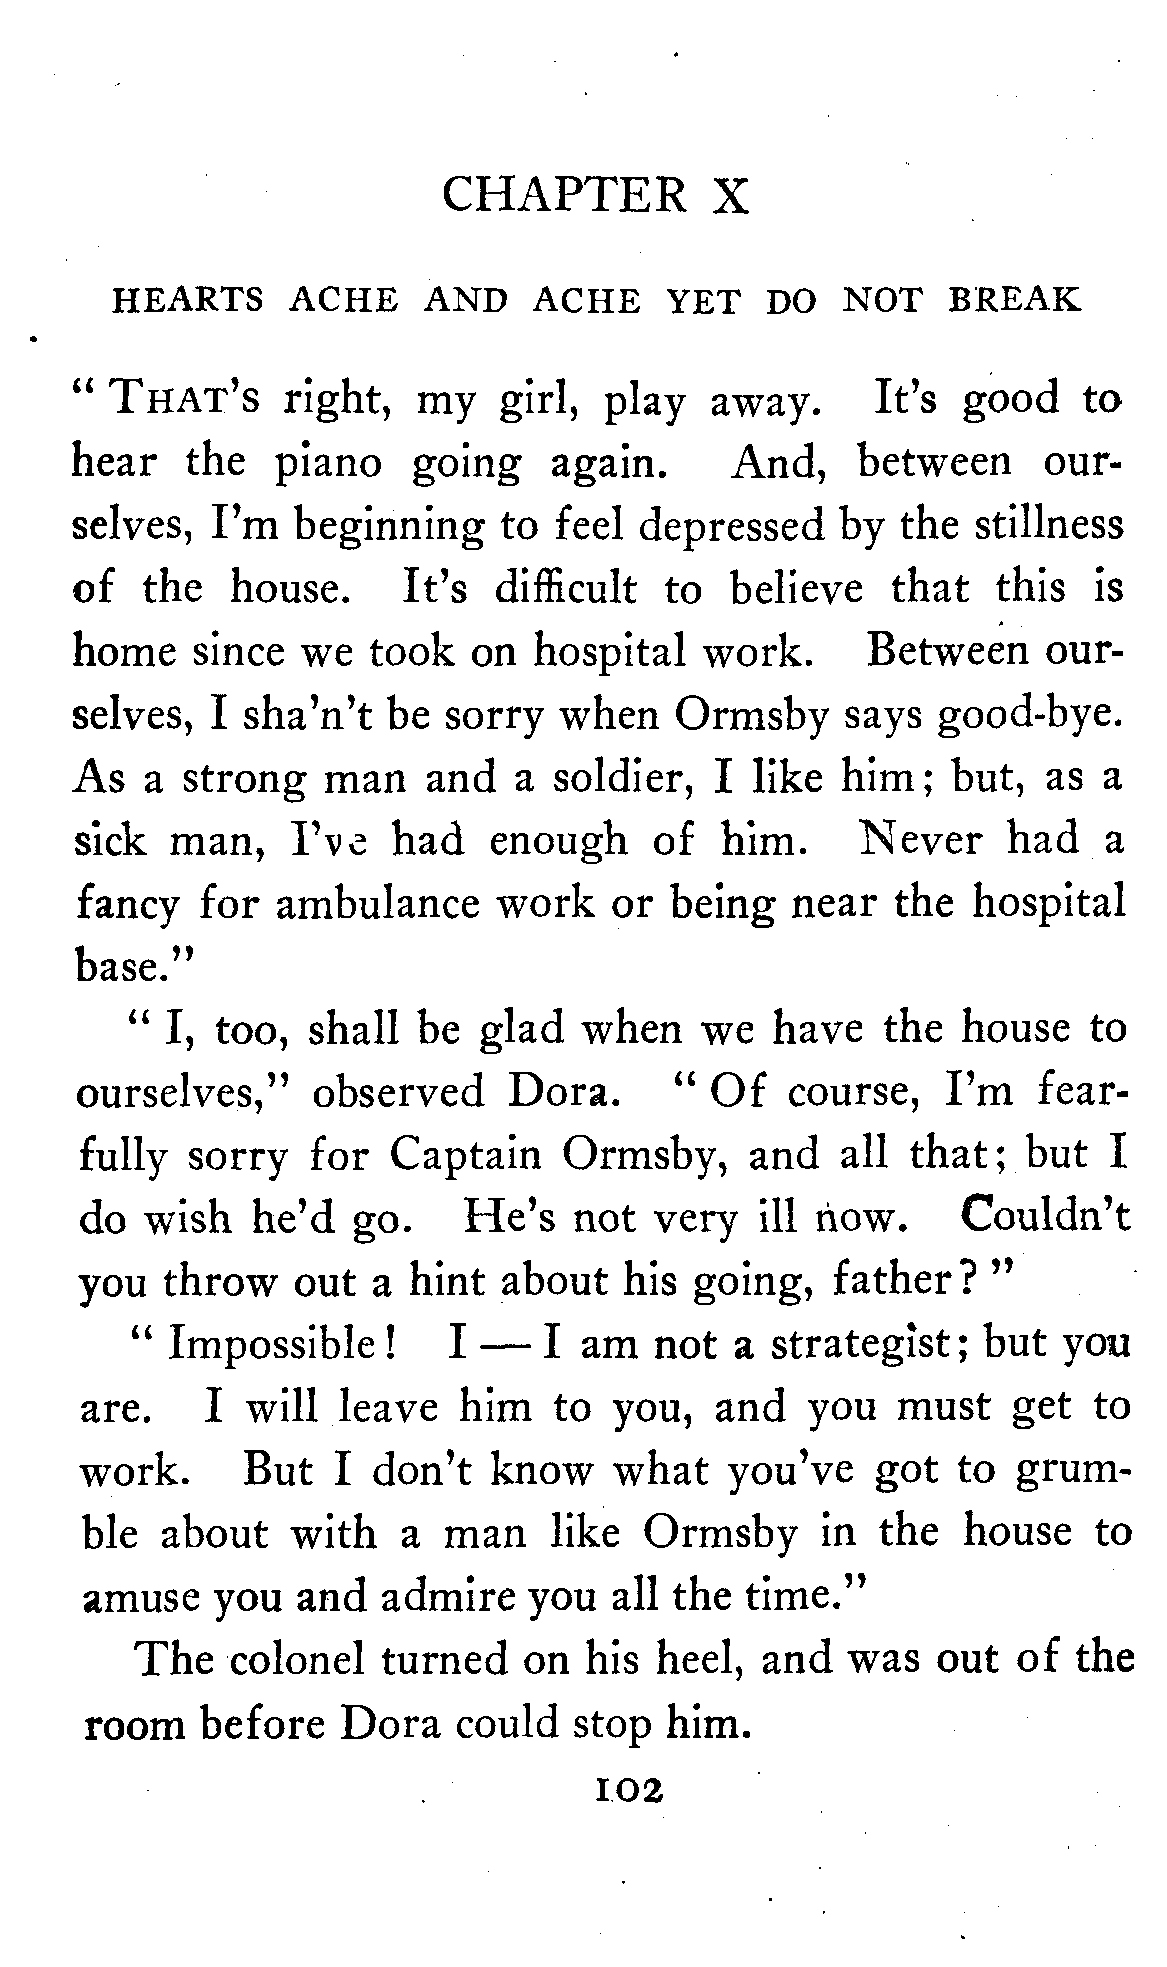 CHAPTER X
HEARTS ACHE AND ACHE YET DO NOT BREAK
“ THAT’s right, my girl, play away. It’s good to
hear the piano going again. And, between our-
selves, I’m beginning to feel depressed by the stillness
of the house. It’s difficult to believe that this is
home since we took on hospital work. Between our-
selves, I sha’n’t be sorry when Ormsby says good-bye.
As a strong man and a soldier, I like him; but, as a
sick man, I’ve had enough of him. Never had a
fancy for ambulance work or being near the hospital
base.”
“ I, too, shall be glad when we have the house to
ourselves,” observed Dora. “ Of course, I’m fear-
fully sorry for Captain Ormsby, and all that; but I
do wish he’d go. He’s not very ill now. Couldn’t
you throw out a hint about his going, father? ”
“ Impossible! I — I am not a strategist; but you
are. I will leave him to you, and you must get to
work. But I don’t know what you’ve got to grum-
ble about with a man like Ormsby in the house to
amuse you and admire you all the time.”
The colonel turned on his heel, and was out of the
room before Dora could stop him.
102